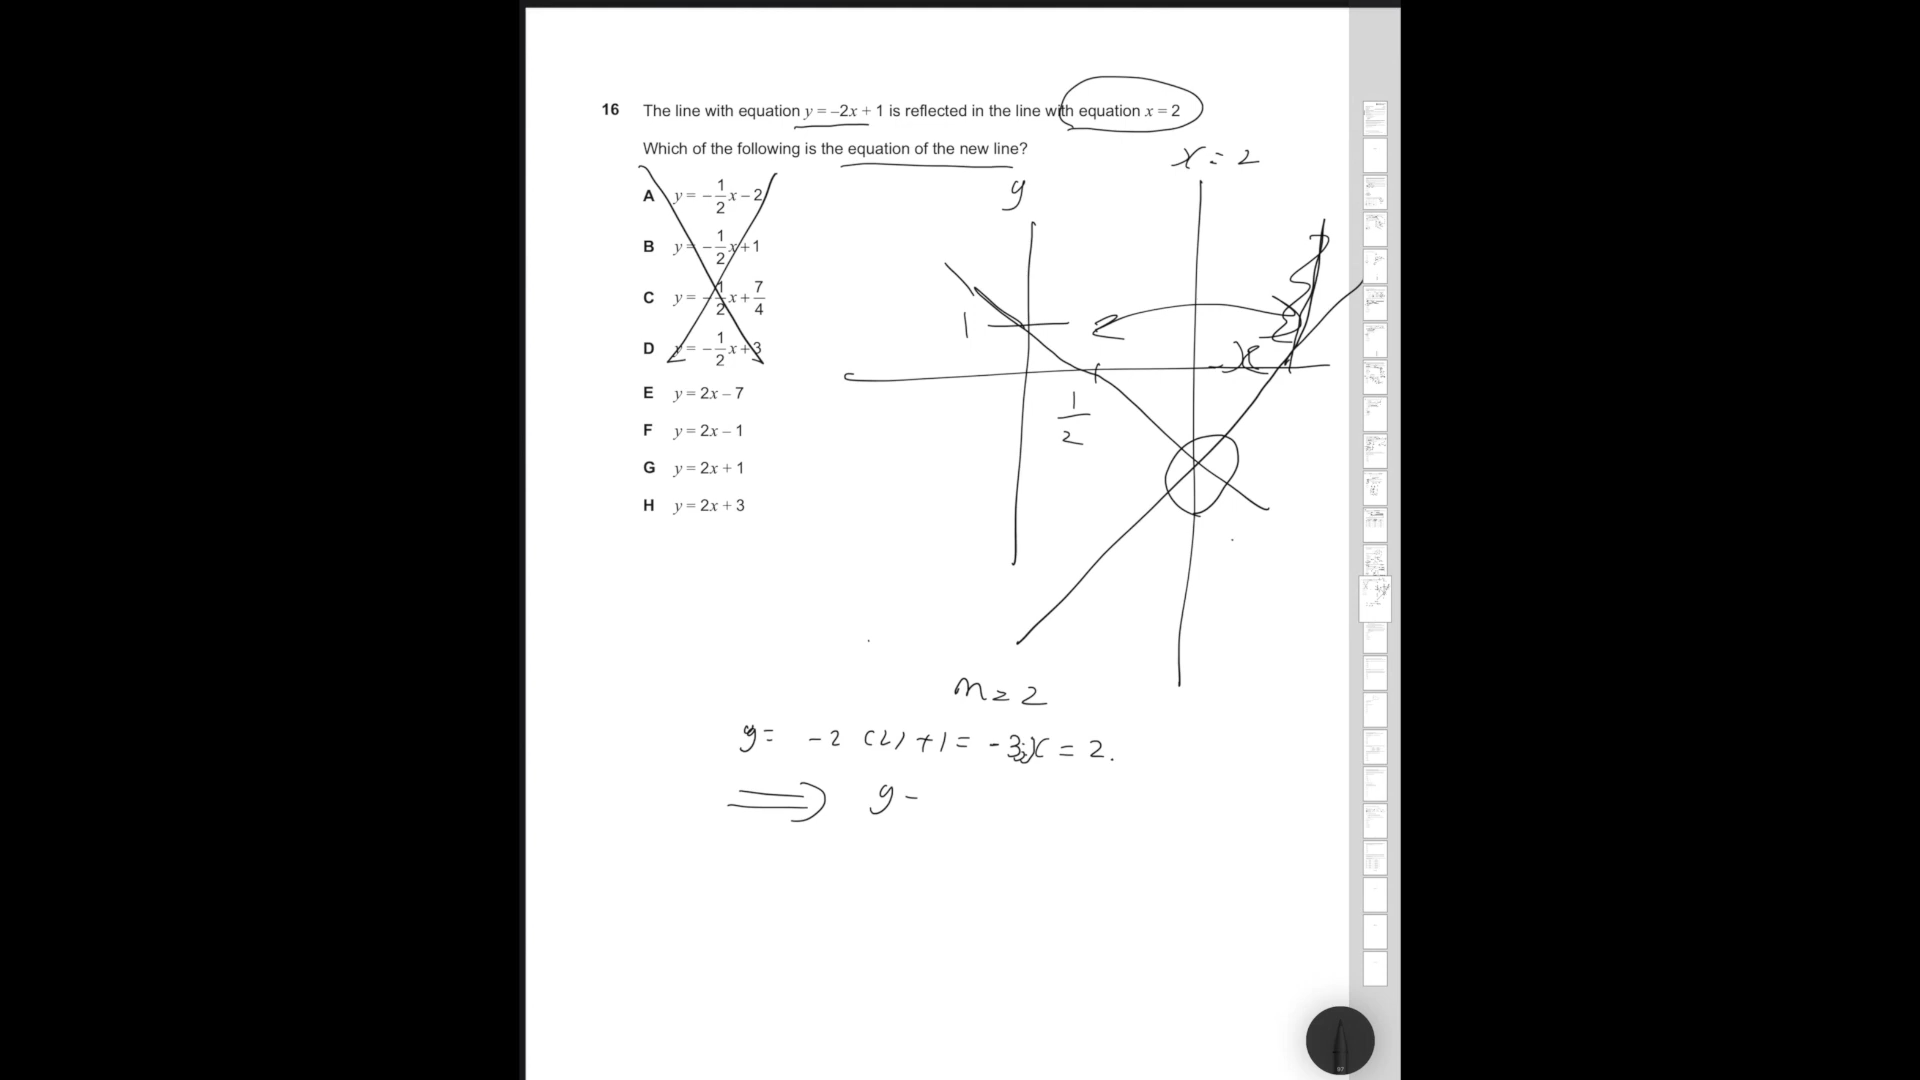 16 The line with equation y = –2x + 1 is reflected in the line with equation x = 2
Which of the following is the equation of the new line?
A y = –1/2x – 2
B y = –1/2x + 1
C y = –1/2x + 7/4
D y = –1/2x + 3
E y = 2x – 7
F y = 2x – 1
G y = 2x + 1
H y = 2x + 3
x = 2
y
1
x
1/2
m = 2
y = -2 (2) + 1 = -3; x = 2.
⟹ y -
97